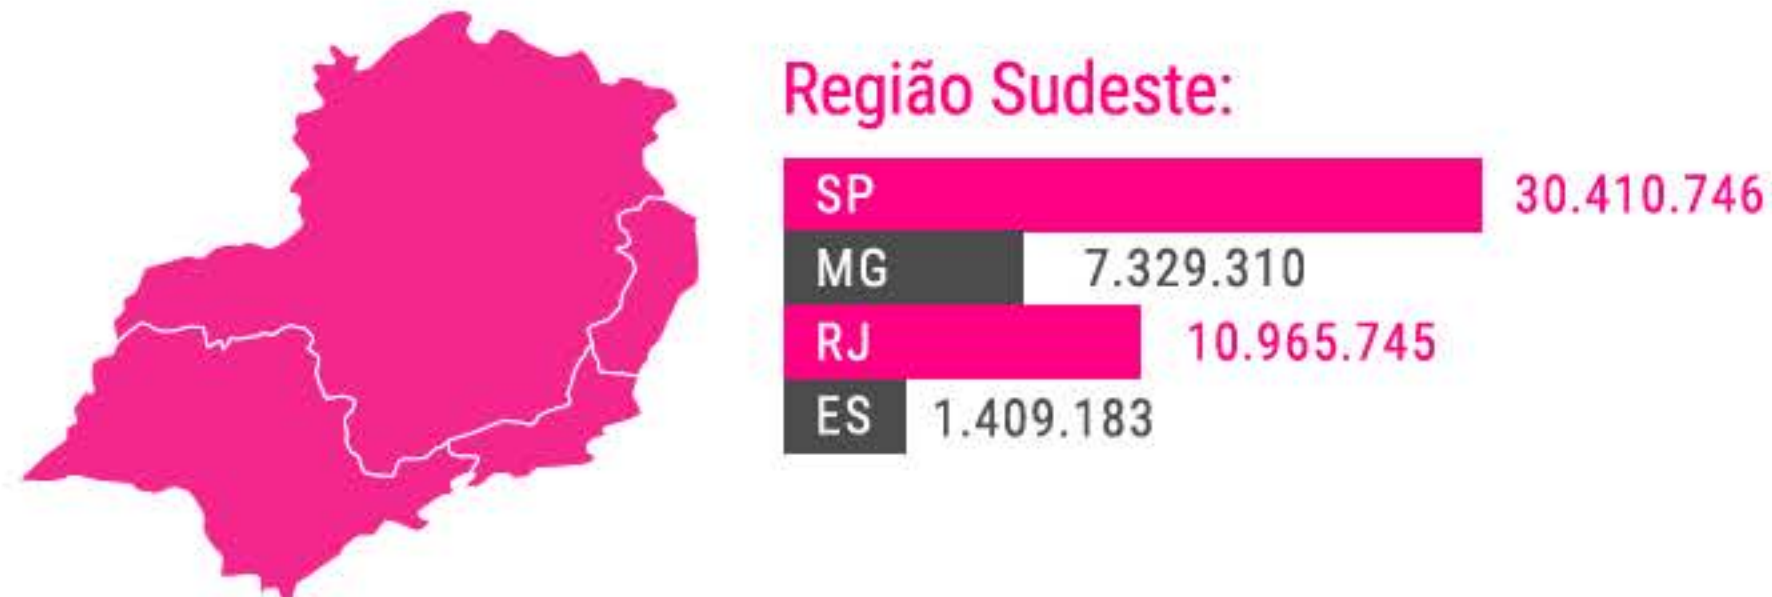 Região Sudeste:
SP 30.410.746
MG 7.329.310
RJ 10.965.745
ES 1.409.183